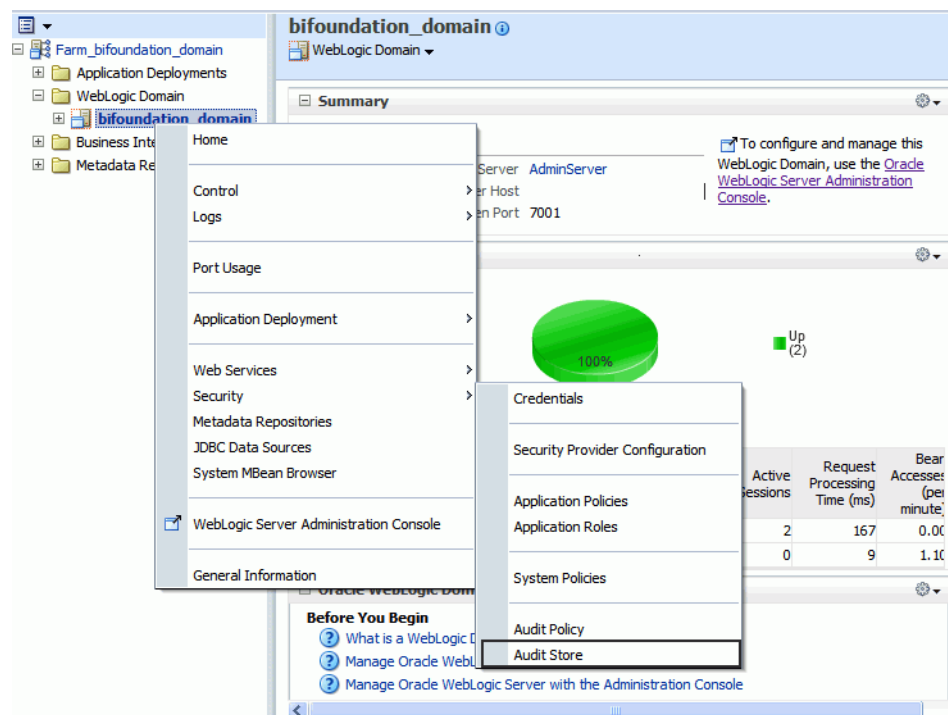 Farm_bifoundation_domain
Application Deployments
WebLogic Domain
bifoundation_domain
Business Inte
Metadata Re
bifoundation_domain
WebLogic Domain
Summary
Server AdminServer
er Host
en Port 7001
To configure and manage this
WebLogic Domain, use the Oracle
WebLogic Server Administration
Console.
Home
Control
Logs
Port Usage
Application Deployment
Web Services
Security
Metadata Repositories
JDBC Data Sources
System MBean Browser
WebLogic Server Administration Console
General Information
100%
Up
(2)
Credentials
Security Provider Configuration
Application Policies
Application Roles
System Policies
Audit Policy
Audit Store
Active
Sessions
Request
Processing
Time (ms)
Bear
Accesses
(per
minute)
2 167 0.00
0 9 1.10
Oracle WebLogic Dom
Before You Begin
What is a WebLogic D
Manage Oracle WebL
Manage Oracle WebLogic Server with the Administration Console